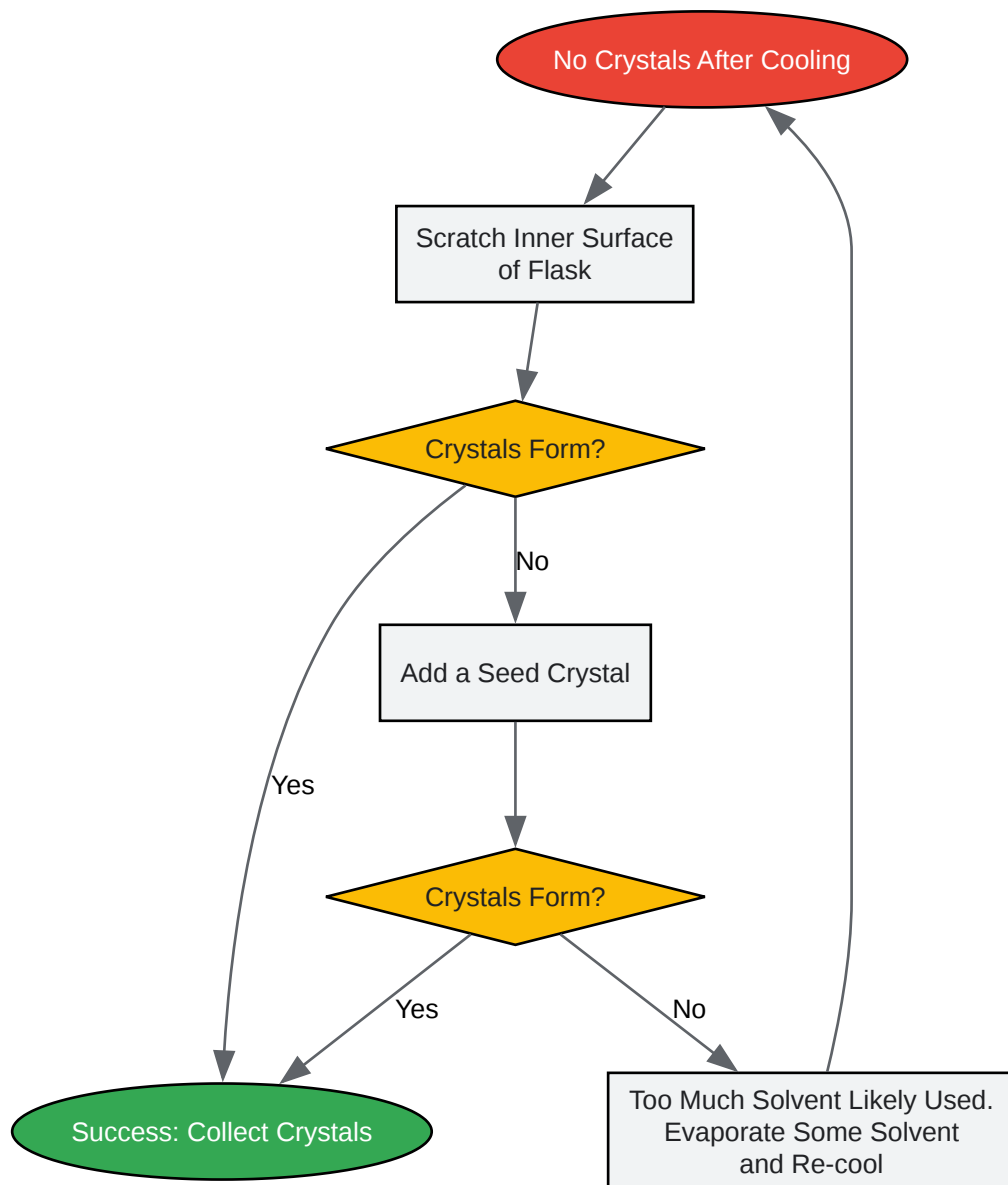 No Crystals After Cooling
Scratch Inner Surface
of Flask
Crystals Form?
No
Add a Seed Crystal
Yes
Crystals Form?
Yes
No
Success: Collect Crystals
Too Much Solvent Likely Used.
Evaporate Some Solvent
and Re-cool